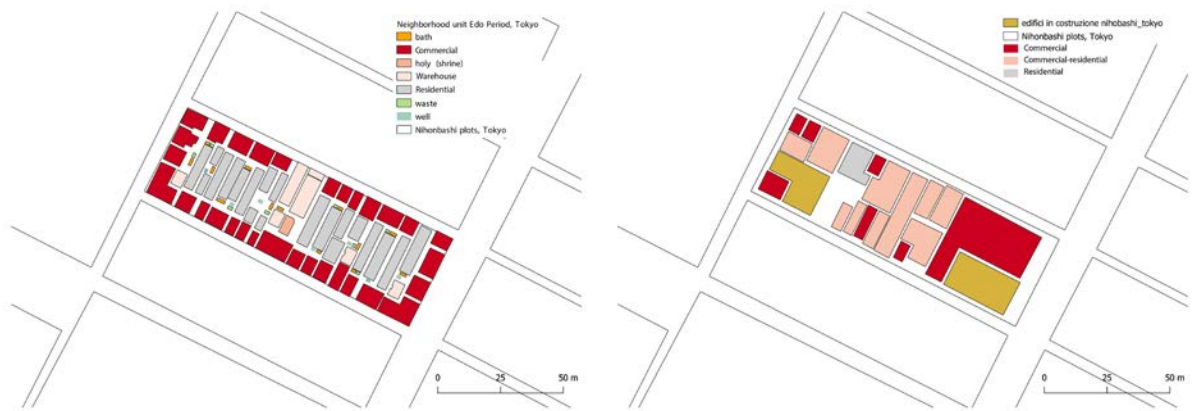 Neighborhood unit Edo Period, Tokyo
bath
Commercial
holy (shrine)
Warehouse
Residential
waste
well
Nihonbashi plots, Tokyo
0 25 50 m
edifici in costruzione nihobashi_tokyo
Nihonbashi plots, Tokyo
Commercial
Commercial-residential
Residential
0 25 50 m